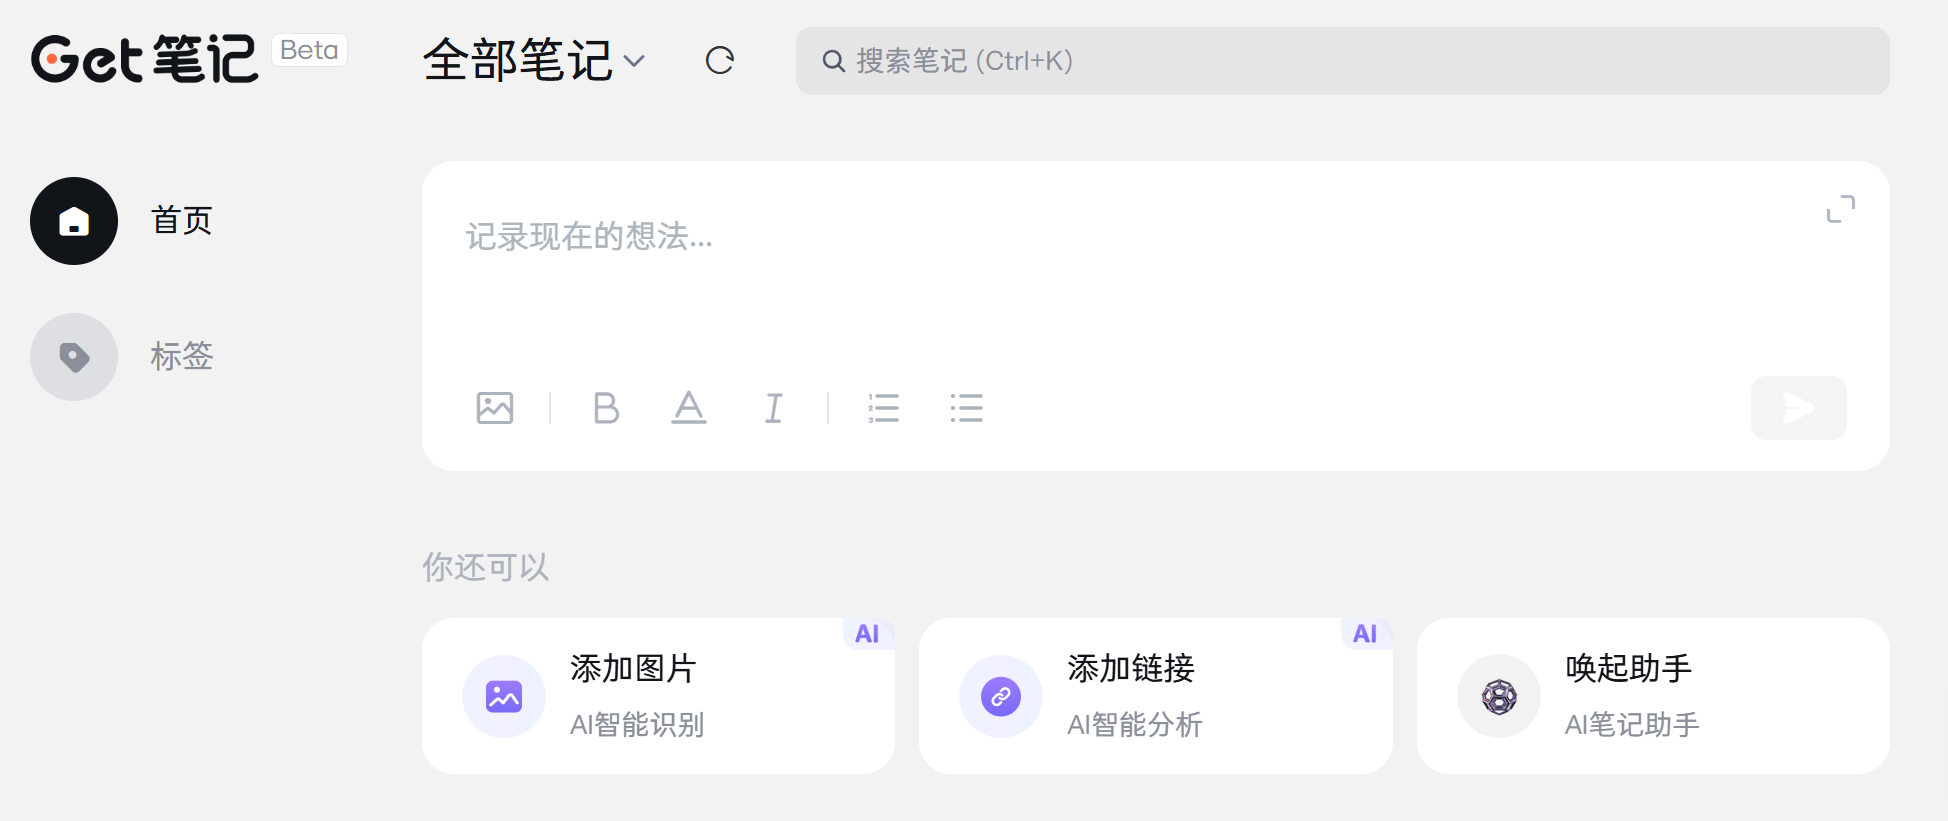 Get笔记 Beta
全部笔记
搜索笔记 (Ctrl+K)
首页
标签
记录现在的想法...
你还可以
添加图片
AI
AI智能识别
添加链接
AI
AI智能分析
唤起助手
AI笔记助手